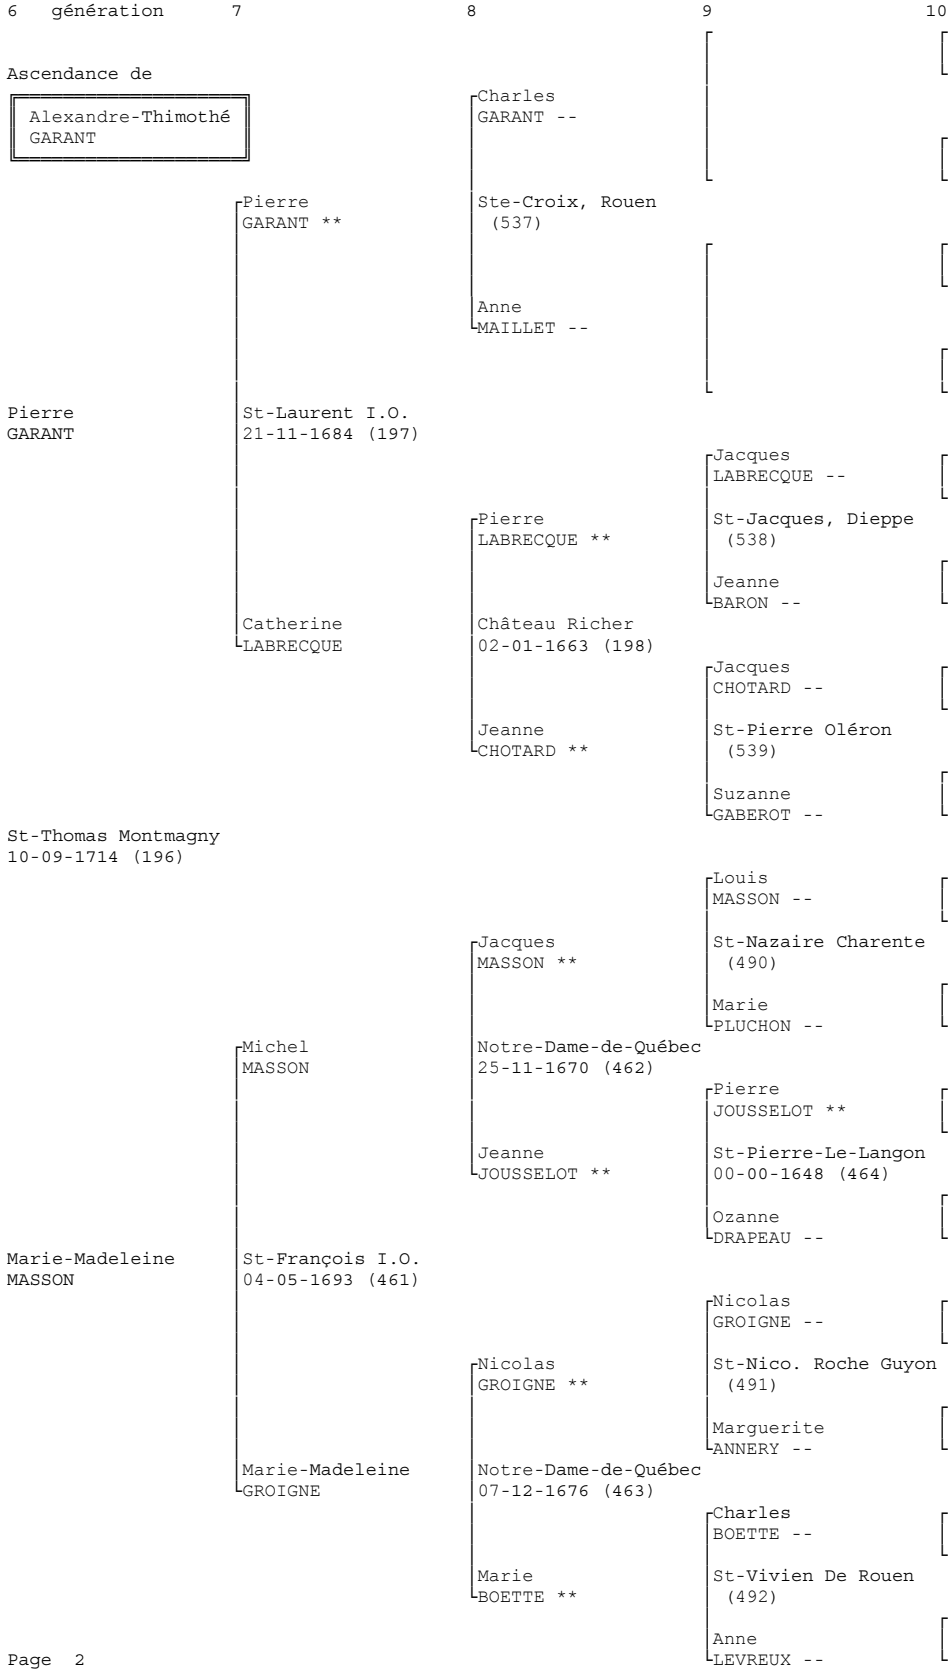 6 génération 7 8 9 10
Ascendance de
Alexandre-Thimothé
GARANT
Charles
GARANT --
Pierre
GARANT **
Ste-Croix, Rouen
(537)
Anne
MAILLET --
Pierre
GARANT
St-Laurent I.O.
21-11-1684 (197)
Jacques
LABRECQUE --
Pierre
LABRECQUE **
St-Jacques, Dieppe
(538)
Jeanne
BARON --
Catherine
LABRECQUE
Château Richer
02-01-1663 (198)
Jacques
CHOTARD --
Jeanne
CHOTARD **
St-Pierre Oléron
(539)
Suzanne
GABEROT --
St-Thomas Montmagny
10-09-1714 (196)
Louis
MASSON --
Jacques
MASSON **
St-Nazaire Charente
(490)
Marie
PLUCHON --
Michel
MASSON
Notre-Dame-de-Québec
25-11-1670 (462)
Pierre
JOUSSELOT **
Jeanne
JOUSSELOT **
St-Pierre-Le-Langon
00-00-1648 (464)
Ozanne
DRAPEAU --
Marie-Madeleine
MASSON
St-François I.O.
04-05-1693 (461)
Nicolas
GROIGNE --
Nicolas
GROIGNE **
St-Nico. Roche Guyon
(491)
Marguerite
ANNERY --
Marie-Madeleine
GROIGNE
Notre-Dame-de-Québec
07-12-1676 (463)
Charles
BOETTE --
Marie
BOETTE **
St-Vivien De Rouen
(492)
Anne
LEVREUX --
Page 2